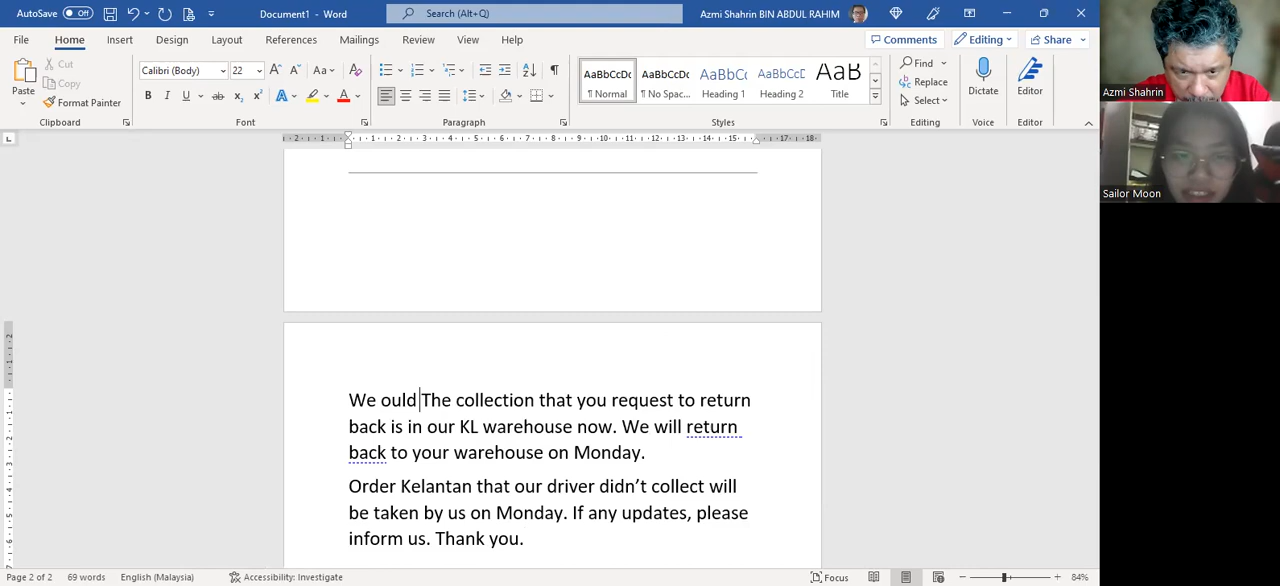 AutoSave Off Document1 - Word Search (Alt+Q) Azmi Shahrin BIN ABDUL RAHIM
File Home Insert Design Layout References Mailings Review View Help Comments Editing Share
Paste Cut Copy Format Painter
Calibri (Body) 22
AaBbCcDc AaBbCcDc AaBbCc AaBbCcD AaB
¶ Normal ¶ No Spac... Heading 1 Heading 2 Title
Find Replace Select
Dictate Editor
Clipboard Font Paragraph Styles Editing Voice Editor
Azmi Shahrin
Sailor Moon
We ould The collection that you request to return
back is in our KL warehouse now. We will return
back to your warehouse on Monday.
Order Kelantan that our driver didn’t collect will
be taken by us on Monday. If any updates, please
inform us. Thank you.
Page 2 of 2 69 words English (Malaysia) Accessibility: Investigate Focus 84%